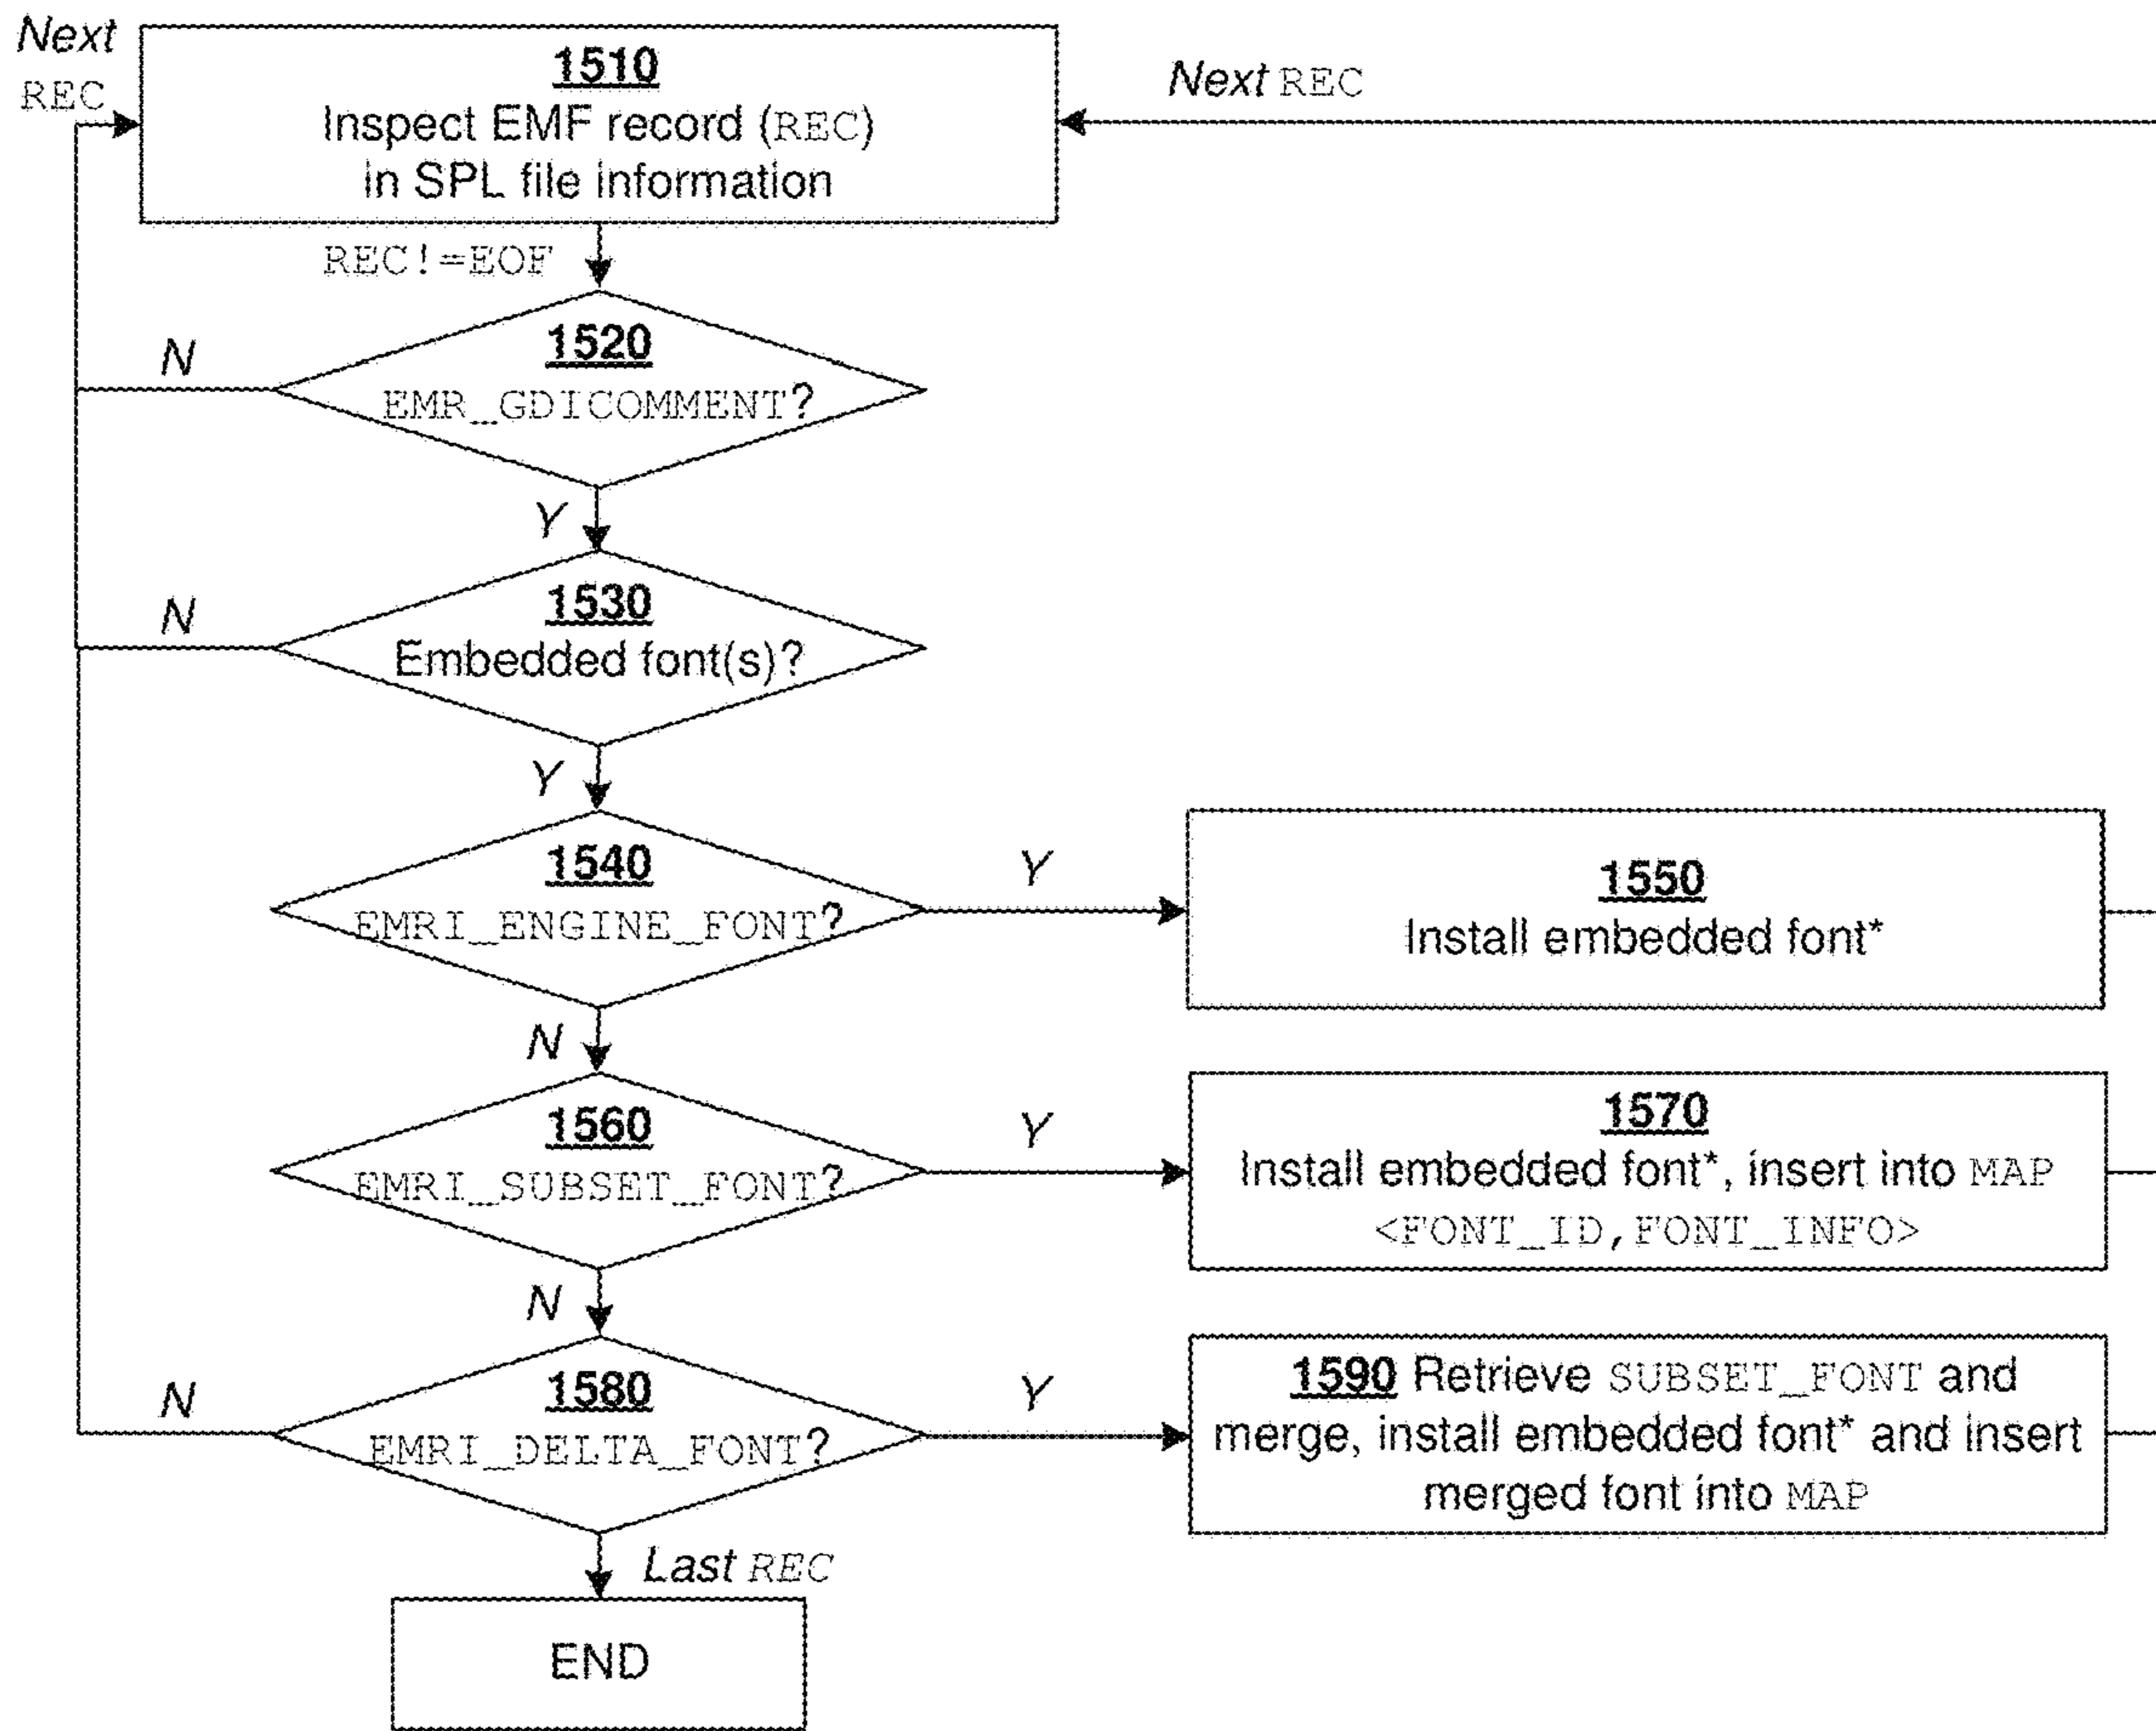 Next
REC
1510
Inspect EMF record (REC)
in SPL file information
Next REC
REC!=EOF
1520
EMR_GDICOMMENT?
N
Y
1530
Embedded font(s)?
N
Y
1540
EMRI_ENGINE_FONT?
Y
1550
Install embedded font*
N
1560
EMRI_SUBSET_FONT?
Y
1570
Install embedded font*, insert into MAP
<FONT_ID,FONT_INFO>
N
1580
EMRI_DELTA_FONT?
N
Y
1590 Retrieve SUBSET_FONT and
merge, install embedded font* and insert
merged font into MAP
Last REC
END